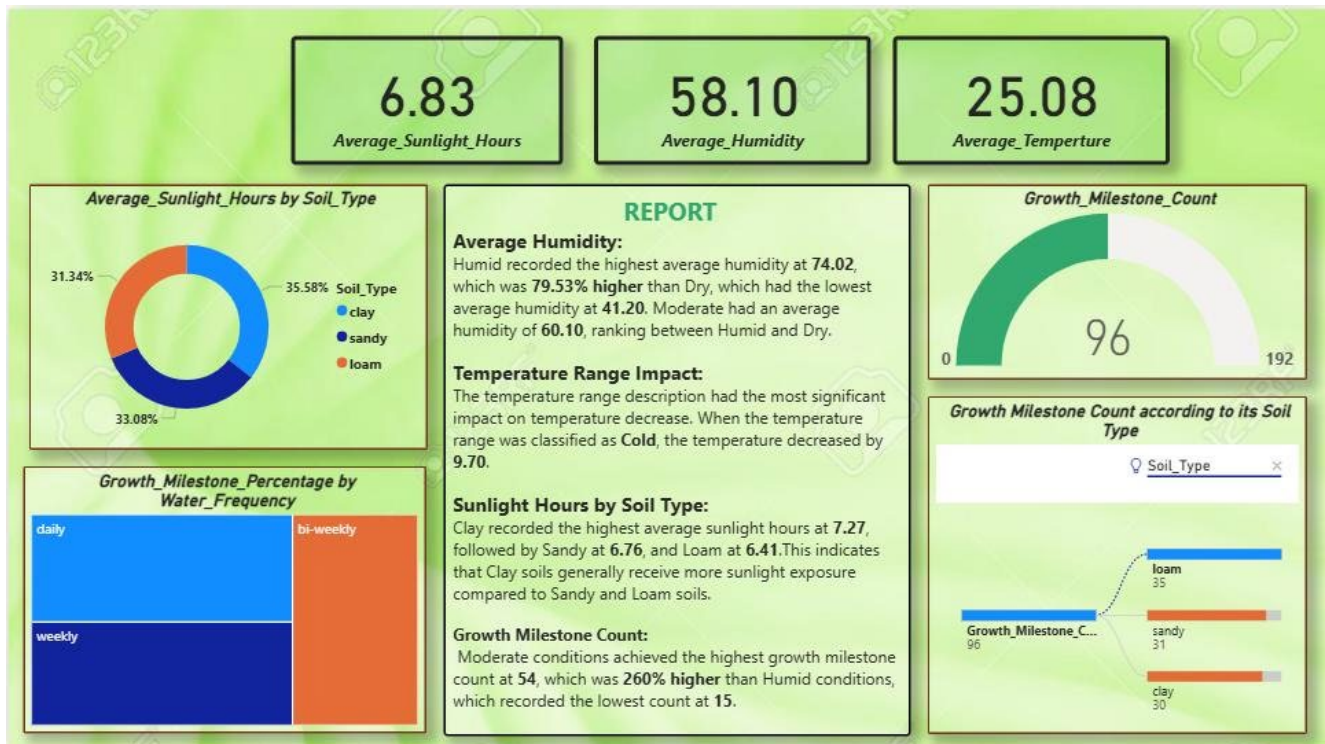 6.83
Average_Sunlight_Hours
58.10
Average_Humidity
25.08
Average_Temperture
Average_Sunlight_Hours by Soil_Type
31.34%
35.58%
33.08%
Soil_Type
clay
sandy
loam
Growth_Milestone_Percentage by
Water_Frequency
daily
bi-weekly
weekly
REPORT
Average Humidity:
Humid recorded the highest average humidity at 74.02,
which was 79.53% higher than Dry, which had the lowest
average humidity at 41.20. Moderate had an average
humidity of 60.10, ranking between Humid and Dry.
Temperature Range Impact:
The temperature range description had the most significant
impact on temperature decrease. When the temperature
range was classified as Cold, the temperature decreased by
9.70.
Sunlight Hours by Soil Type:
Clay recorded the highest average sunlight hours at 7.27,
followed by Sandy at 6.76, and Loam at 6.41.This indicates
that Clay soils generally receive more sunlight exposure
compared to Sandy and Loam soils.
Growth Milestone Count:
Moderate conditions achieved the highest growth milestone
count at 54, which was 260% higher than Humid conditions,
which recorded the lowest count at 15.
Growth_Milestone_Count
96
0
192
Growth Milestone Count according to its Soil
Type
Soil_Type
Growth_Milestone_C...
96
loam
35
sandy
31
clay
30